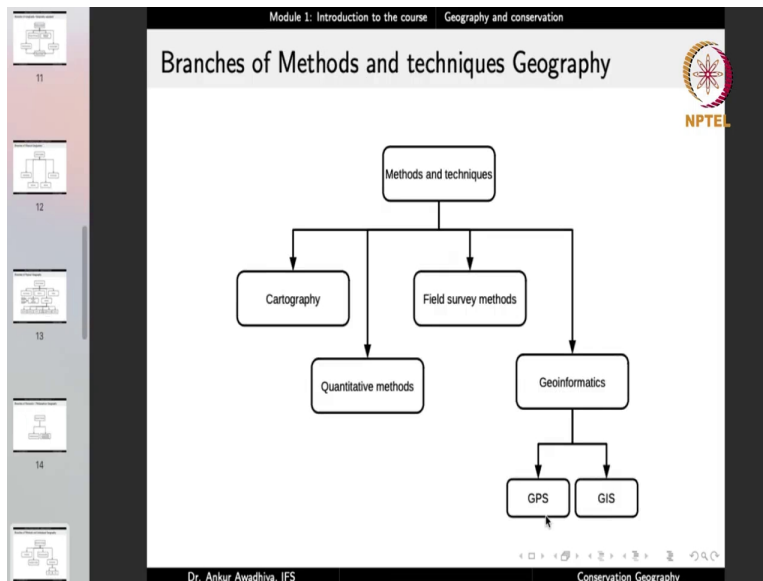 Module 1: Introduction to the course Geography and conservation
Branches of Methods and techniques Geography
NPTEL
Methods and techniques
Cartography
Field survey methods
Quantitative methods
Geoinformatics
GPS
GIS
11
12
13
14
Dr. Ankur Awadhiya, IFS Conservation Geography